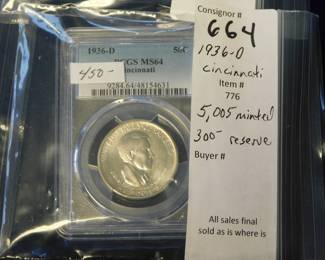 1936-D 50C
PCGS MS64
Cincinnati
450-
9284.64/48154631
Consignor #
664
1936-D
cincinnati
Item #
776
5,005 minted
300- reserve
Buyer #
All sales final
sold as is where is